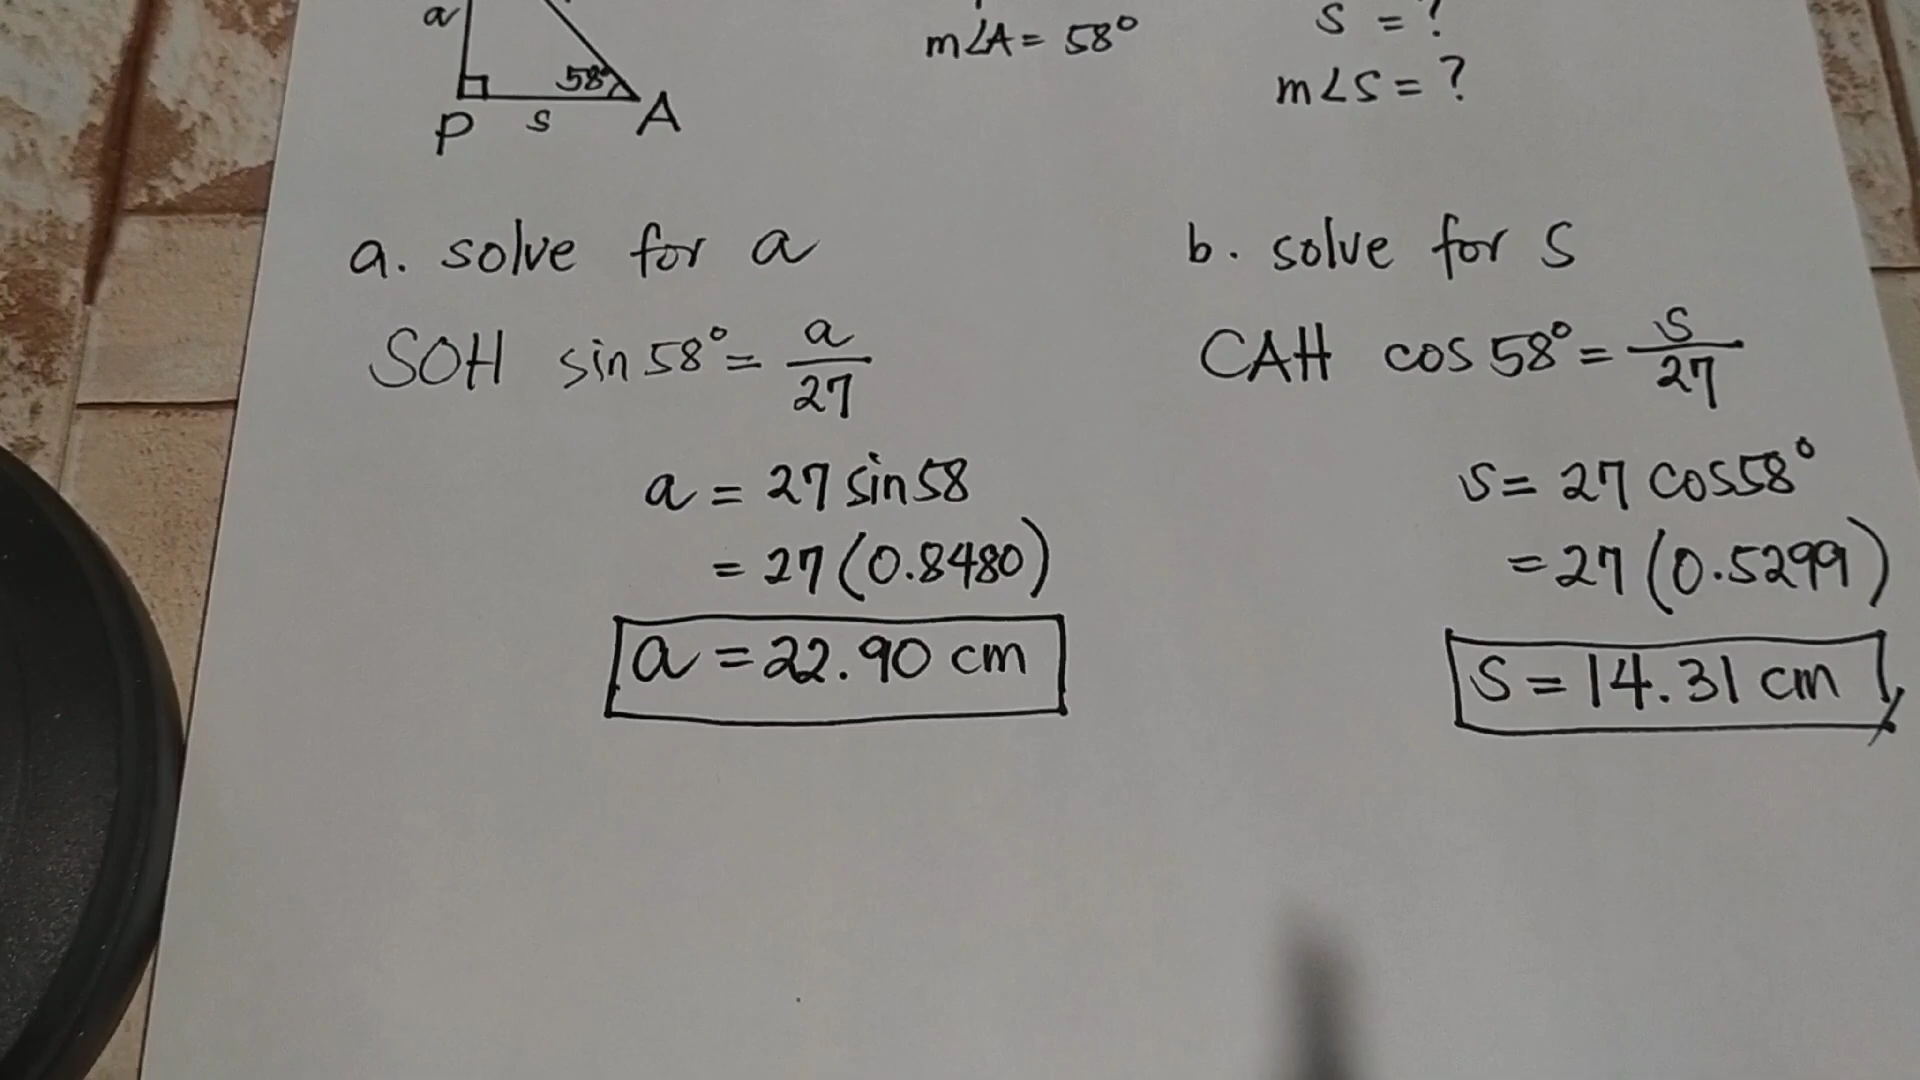 a
m∠A = 58°
S = ?
58°
m∠S = ?
P s A
a. solve for a
SOH sin 58° = a/27
a = 27 sin 58
= 27 (0.8480)
a = 22.90 cm
b. solve for S
CAH cos 58° = s/27
s = 27 cos 58°
= 27 (0.5299)
S = 14.31 cm